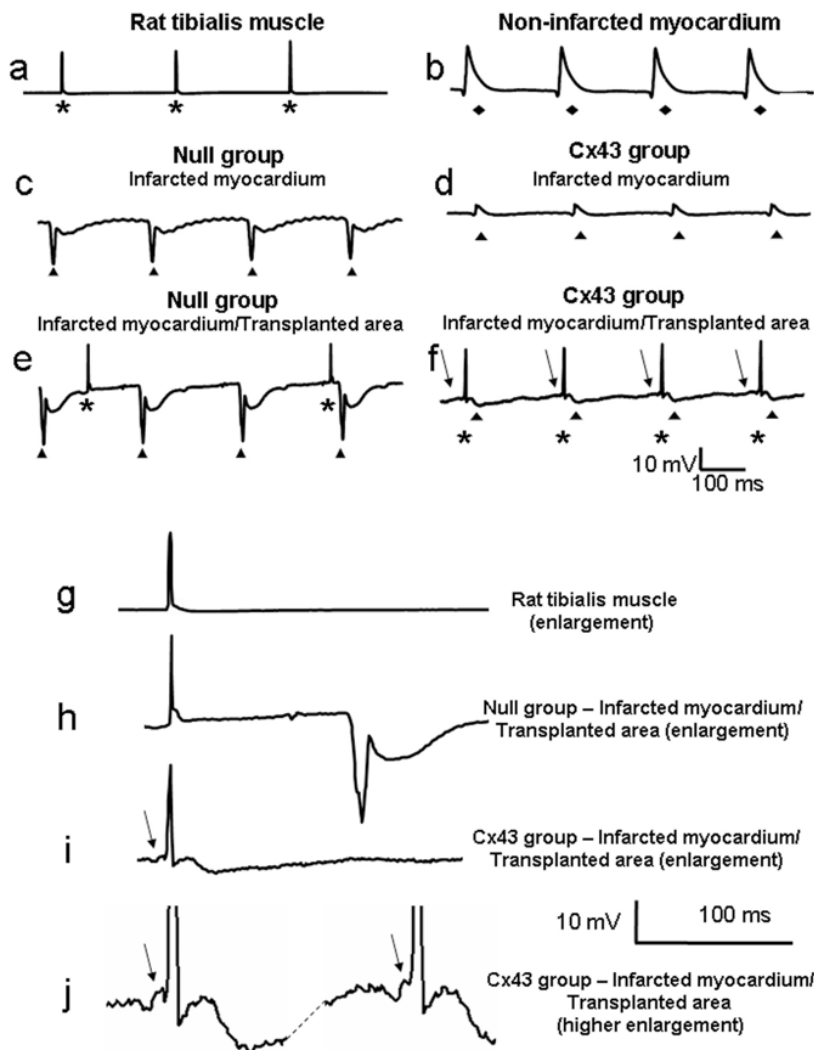 Rat tibialis muscle
Non-infarcted myocardium
a
b
* * *
Null group
Infarcted myocardium
Cx43 group
Infarcted myocardium
c
d
Null group
Infarcted myocardium/Transplanted area
Cx43 group
Infarcted myocardium/Transplanted area
e
f
* *
* * * *
10 mV
100 ms
g
Rat tibialis muscle
(enlargement)
h
Null group – Infarcted myocardium/
Transplanted area (enlargement)
i
Cx43 group – Infarcted myocardium/
Transplanted area (enlargement)
10 mV
100 ms
j
Cx43 group – Infarcted myocardium/
Transplanted area
(higher enlargement)